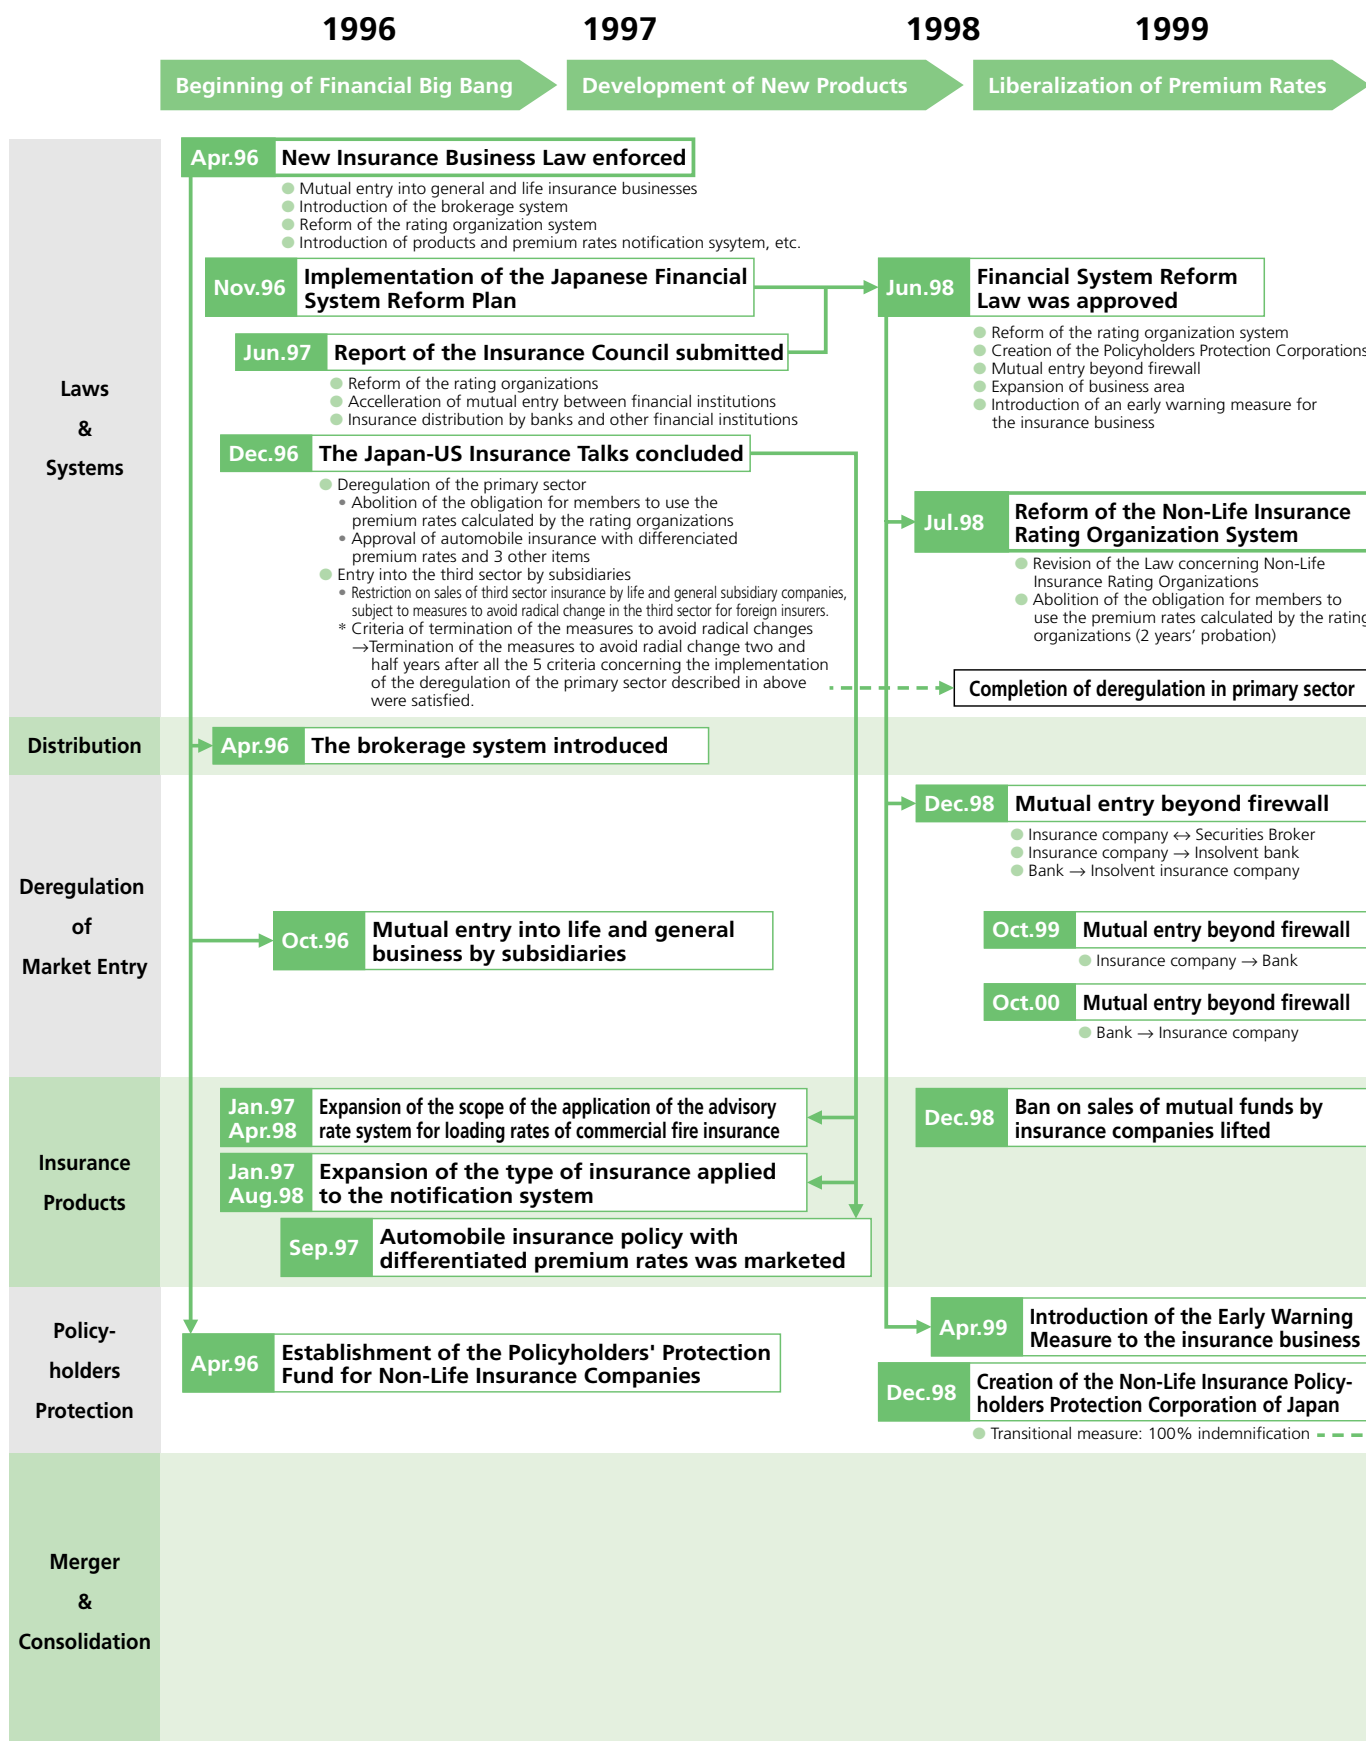 1996 1997 1998 1999
Beginning of Financial Big Bang
Development of New Products
Liberalization of Premium Rates
Laws
&
Systems
Apr.96 New Insurance Business Law enforced
● Mutual entry into general and life insurance businesses
● Introduction of the brokerage system
● Reform of the rating organization system
● Introduction of products and premium rates notification sysytem, etc.
Nov.96 Implementation of the Japanese Financial
System Reform Plan
Jun.97 Report of the Insurance Council submitted
● Reform of the rating organizations
● Accelleration of mutual entry between financial institutions
● Insurance distribution by banks and other financial institutions
Dec.96 The Japan-US Insurance Talks concluded
● Deregulation of the primary sector
• Abolition of the obligation for members to use the
premium rates calculated by the rating organizations
• Approval of automobile insurance with differenciated
premium rates and 3 other items
● Entry into the third sector by subsidiaries
• Restriction on sales of third sector insurance by life and general subsidiary companies,
subject to measures to avoid radical change in the third sector for foreign insurers.
* Criteria of termination of the measures to avoid radical changes
→Termination of the measures to avoid radial change two and
half years after all the 5 criteria concerning the implementation
of the deregulation of the primary sector described in above
were satisfied.
Jun.98 Financial System Reform
Law was approved
● Reform of the rating organization system
● Creation of the Policyholders Protection Corporations
● Mutual entry beyond firewall
● Expansion of business area
● Introduction of an early warning measure for
the insurance business
Jul.98 Reform of the Non-Life Insurance
Rating Organization System
● Revision of the Law concerning Non-Life
Insurance Rating Organizations
● Abolition of the obligation for members to
use the premium rates calculated by the rating
organizations (2 years' probation)
Completion of deregulation in primary sector
Distribution
Apr.96 The brokerage system introduced
Deregulation
of
Market Entry
Oct.96 Mutual entry into life and general
business by subsidiaries
Dec.98 Mutual entry beyond firewall
● Insurance company ↔ Securities Broker
● Insurance company → Insolvent bank
● Bank → Insolvent insurance company
Oct.99 Mutual entry beyond firewall
● Insurance company → Bank
Oct.00 Mutual entry beyond firewall
● Bank → Insurance company
Insurance
Products
Jan.97 Expansion of the scope of the application of the advisory
Apr.98 rate system for loading rates of commercial fire insurance
Jan.97 Expansion of the type of insurance applied
Aug.98 to the notification system
Sep.97 Automobile insurance policy with
differentiated premium rates was marketed
Dec.98 Ban on sales of mutual funds by
insurance companies lifted
Policy-
holders
Protection
Apr.96 Establishment of the Policyholders' Protection
Fund for Non-Life Insurance Companies
Apr.99 Introduction of the Early Warning
Measure to the insurance business
Dec.98 Creation of the Non-Life Insurance Policy-
holders Protection Corporation of Japan
● Transitional measure: 100% indemnification
Merger
&
Consolidation